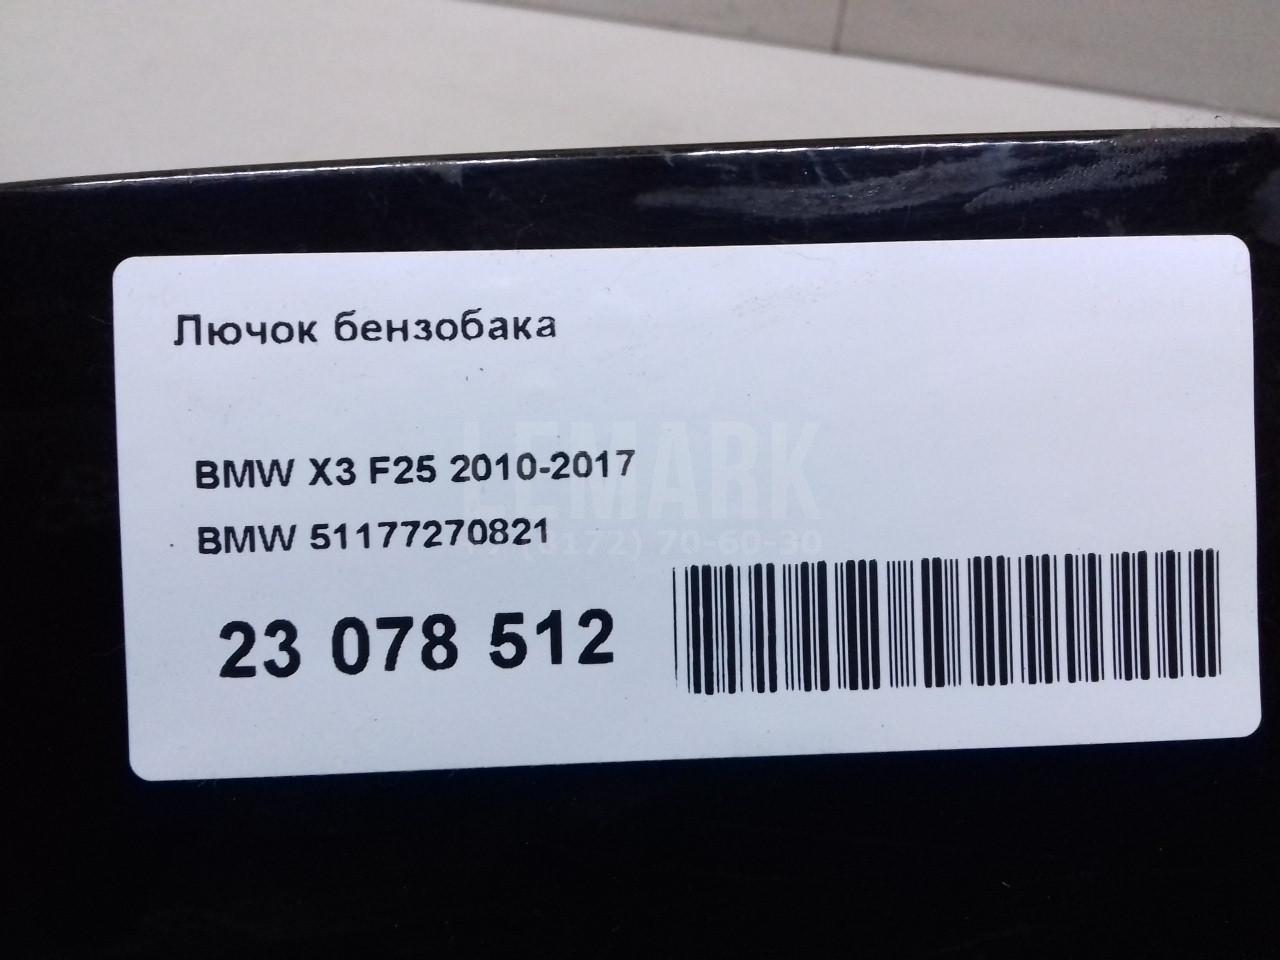 Лючок бензобака
BMW X3 F25 2010-2017
LEMARK
BMW 51177270821
(8172) 70-60-30
23 078 512